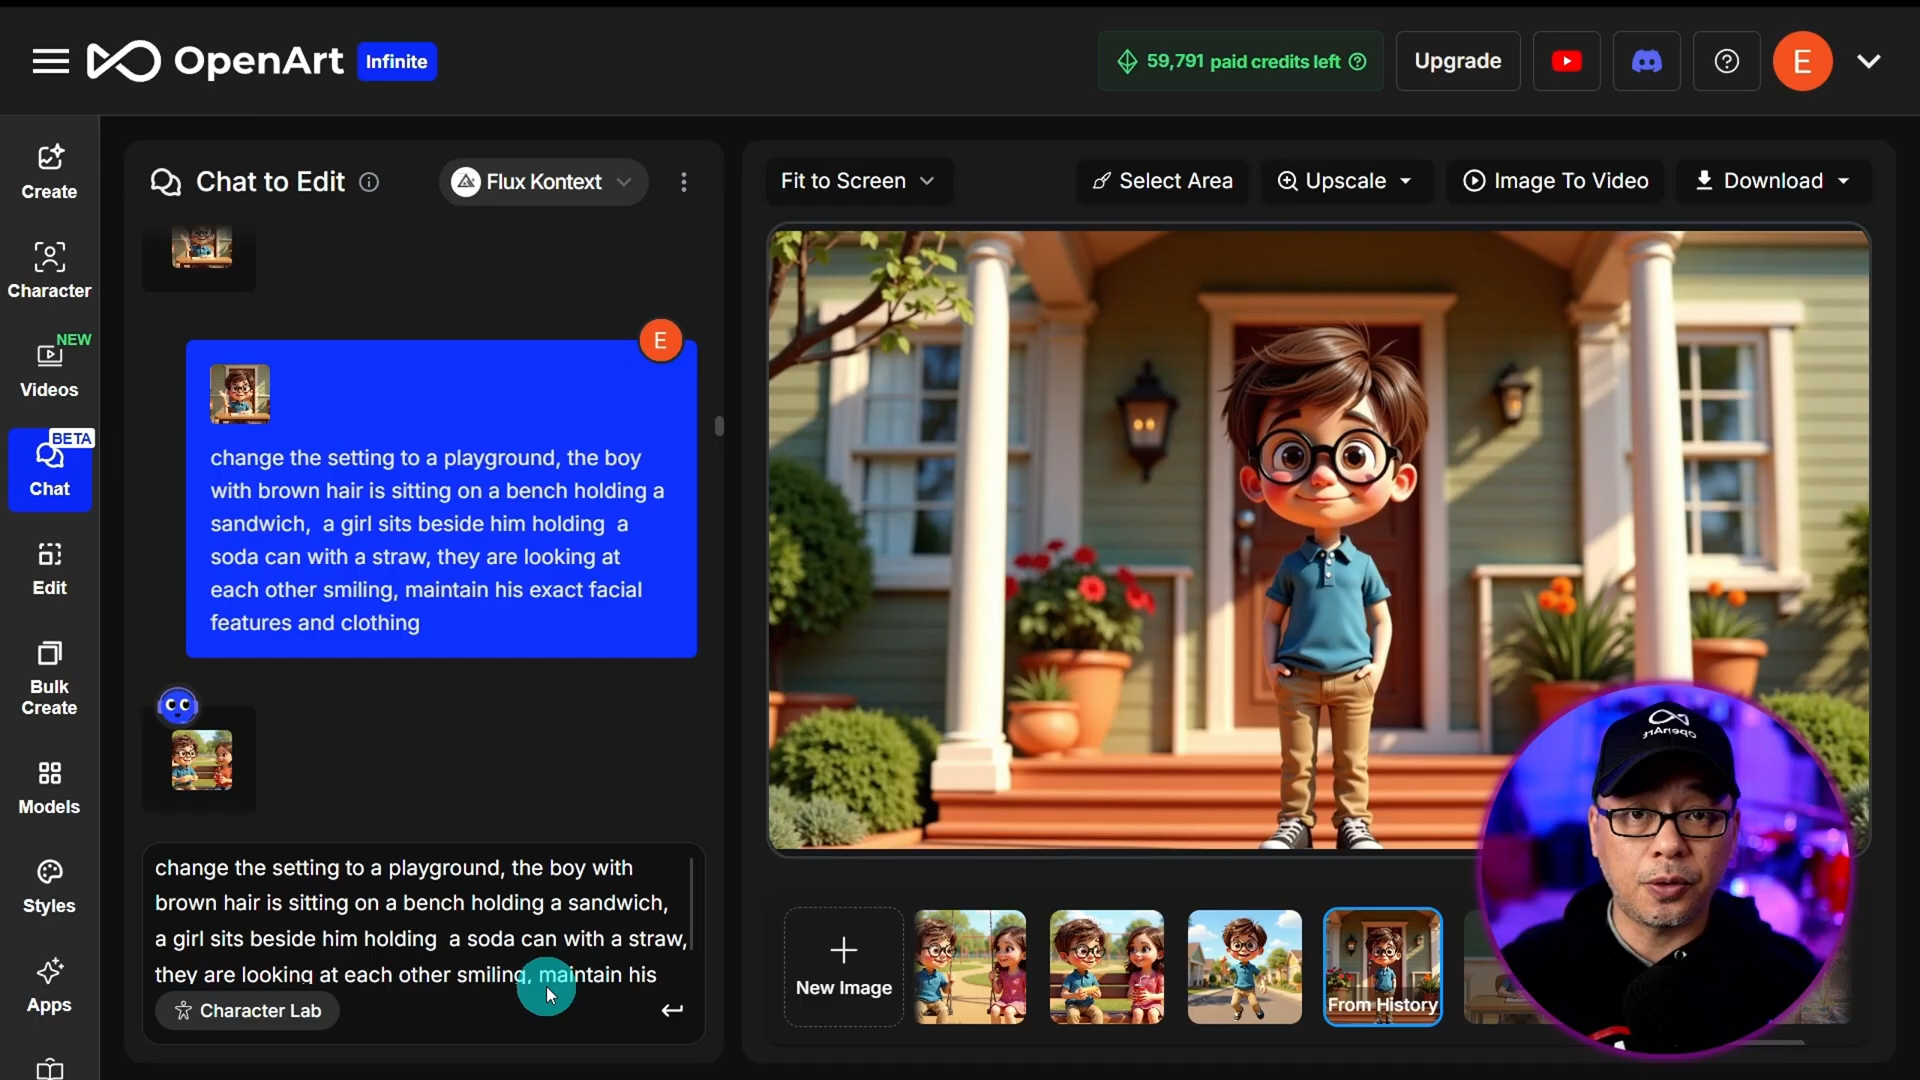 OpenArt Infinite
59,791 paid credits left
Upgrade
E
Create
Character
NEW
Videos
BETA
Chat
Edit
Bulk
Create
Models
Styles
Apps
Chat to Edit
Flux Kontext
E
change the setting to a playground, the boy
with brown hair is sitting on a bench holding a
sandwich,  a girl sits beside him holding  a
soda can with a straw, they are looking at
each other smiling, maintain his exact facial
features and clothing
change the setting to a playground, the boy with
brown hair is sitting on a bench holding a sandwich,
a girl sits beside him holding  a soda can with a straw,
they are looking at each other smiling, maintain his
Character Lab
Fit to Screen
Select Area
Upscale
Image To Video
Download
New Image
From History
OpenArt